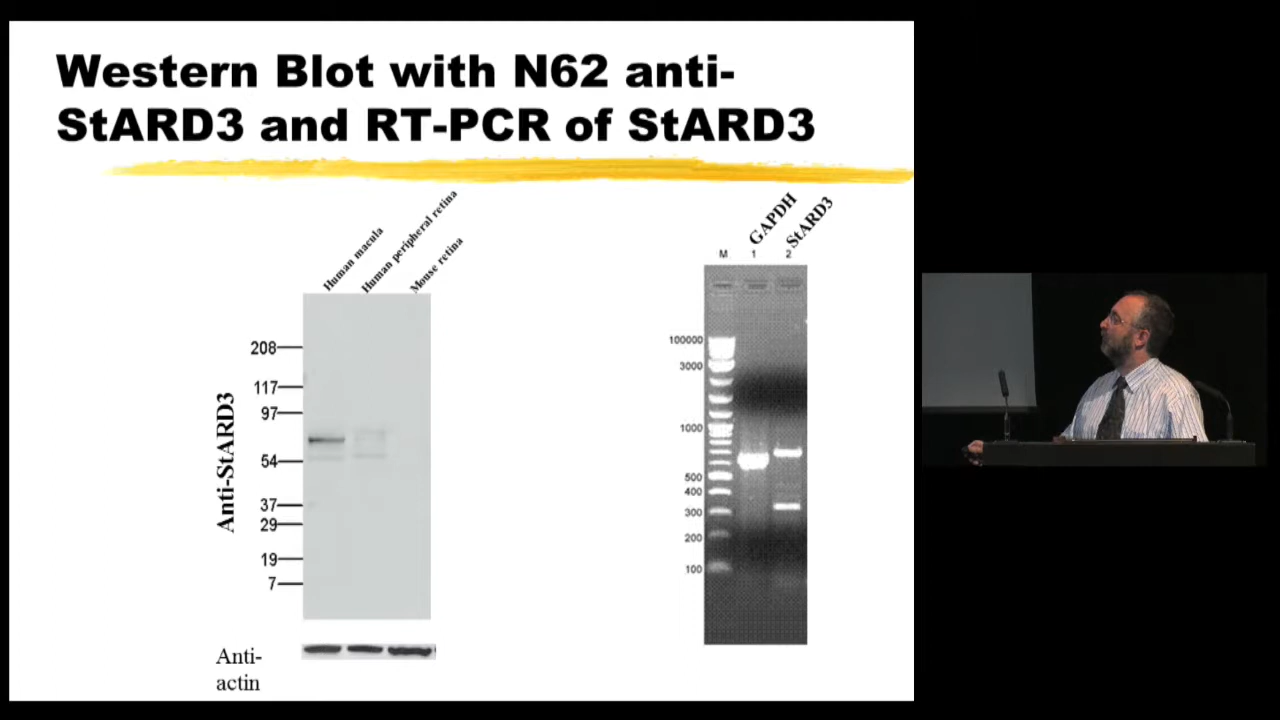 Western Blot with N62 anti-
StARD3 and RT-PCR of StARD3
Human macula
Human peripheral retina
Mouse retina
Anti-StARD3
208
117
97
54
37
29
19
7
Anti-
actin
GAPDH
StARD3
M 1 2
100000
3000
1000
500
400
300
200
100